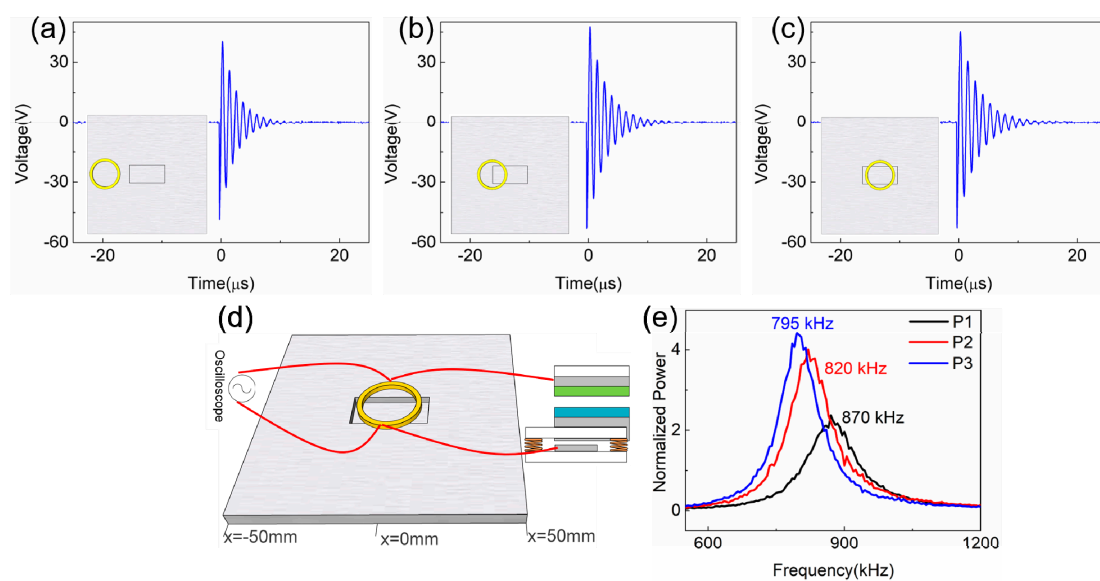 (a)
30
0
-30
-60
Voltage(V)
-20
0
20
Time(μs)
(b)
30
0
-30
-60
Voltage(V)
-20
0
20
Time(μs)
(c)
30
0
-30
-60
Voltage(V)
-20
0
20
Time(μs)
(d)
Oscilloscope
x=-50mm
x=0mm
x=50mm
(e)
795 kHz
820 kHz
870 kHz
P1
P2
P3
4
2
0
Normalized Power
600
900
1200
Frequency(kHz)